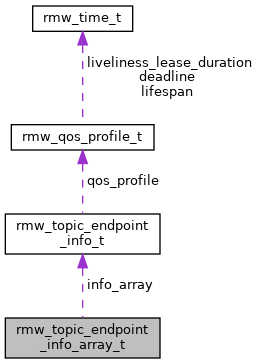 rmw_time_t
liveliness_lease_duration
deadline
lifespan
rmw_qos_profile_t
qos_profile
rmw_topic_endpoint
_info_t
info_array
rmw_topic_endpoint
_info_array_t